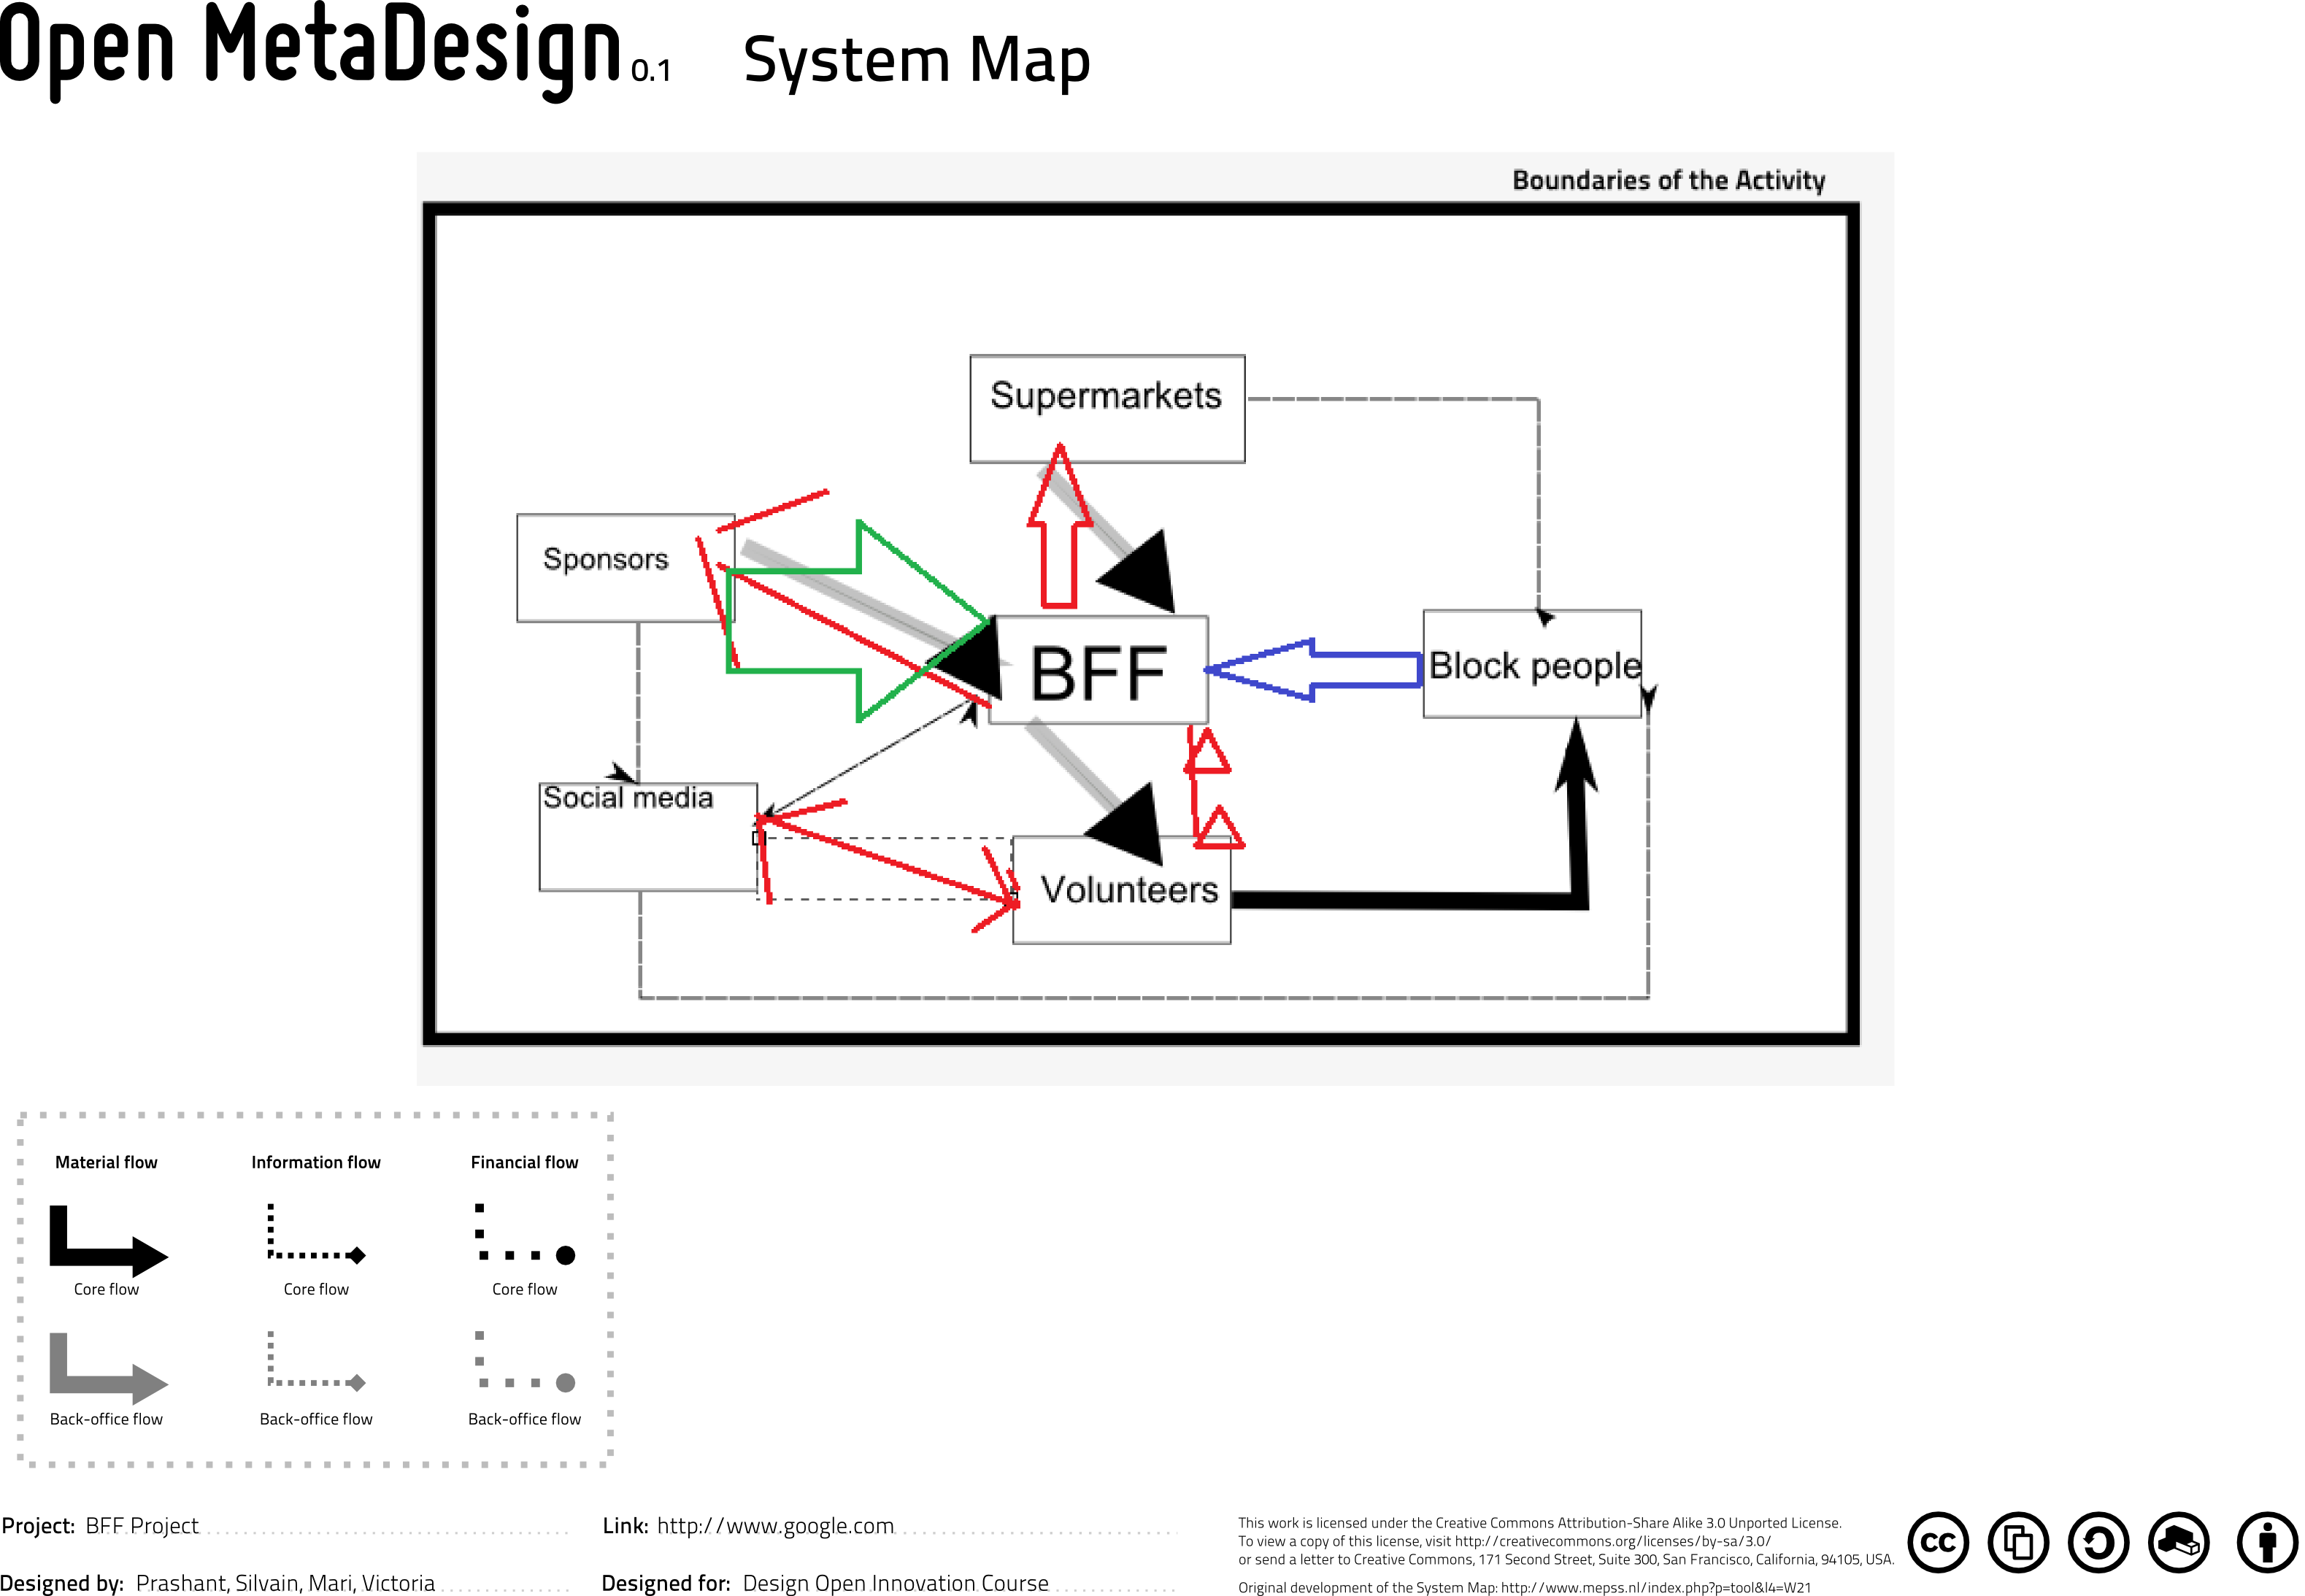 Open MetaDesign 0.1 System Map
Boundaries of the Activity
Supermarkets
Sponsors
BFF
Block people
Social media
Volunteers
Material flow Information flow Financial flow
Core flow Core flow Core flow
Back-office flow Back-office flow Back-office flow
Project: BFF Project
Link: http://www.google.com
Designed by: Prashant, Silvain, Mari, Victoria
Designed for: Design Open Innovation Course
This work is licensed under the Creative Commons Attribution-Share Alike 3.0 Unported License.
To view a copy of this license, visit http://creativecommons.org/licenses/by-sa/3.0/
or send a letter to Creative Commons, 171 Second Street, Suite 300, San Francisco, California, 94105, USA.
Original development of the System Map: http://www.mepss.nl/index.php?p=tool&l4=W21
cc